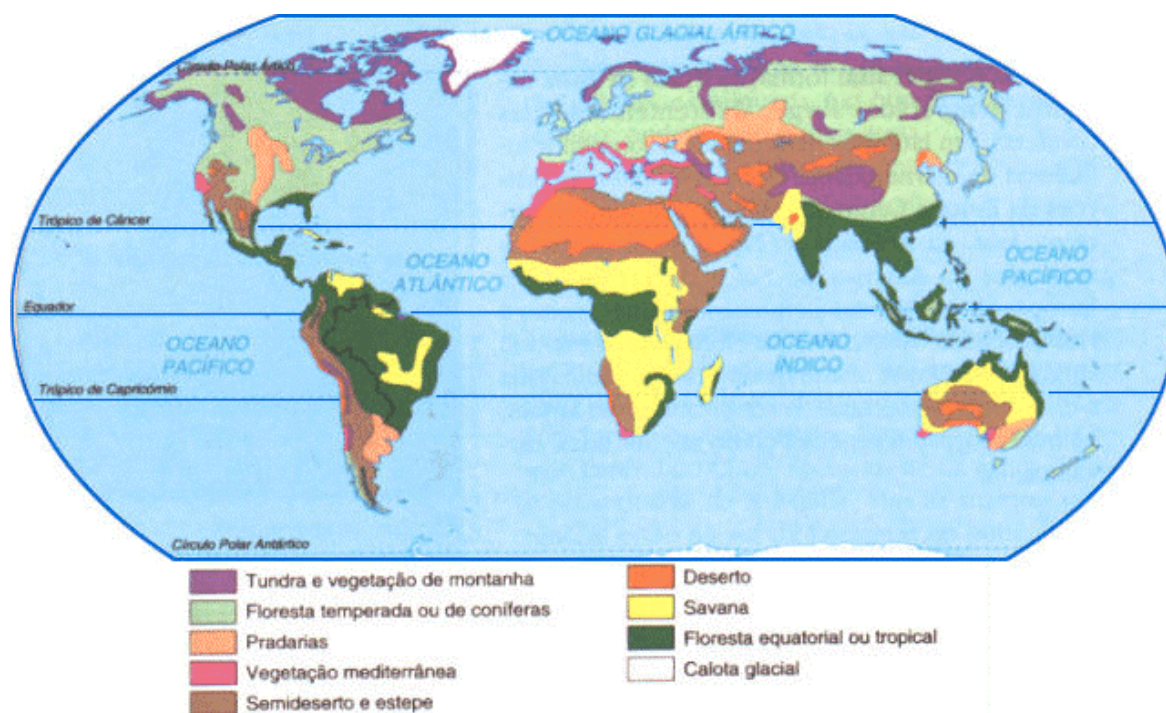 OCEANO GLACIAL ÁRTICO
Círculo Polar Ártico
Trópico de Câncer
OCEANO
ATLÂNTICO
OCEANO
PACÍFICO
Equador
OCEANO
PACÍFICO
OCEANO
ÍNDICO
Trópico de Capricórnio
Círculo Polar Antártico
Tundra e vegetação de montanha
Floresta temperada ou de coníferas
Pradarias
Vegetação mediterrânea
Semideserto e estepe
Deserto
Savana
Floresta equatorial ou tropical
Calota glacial